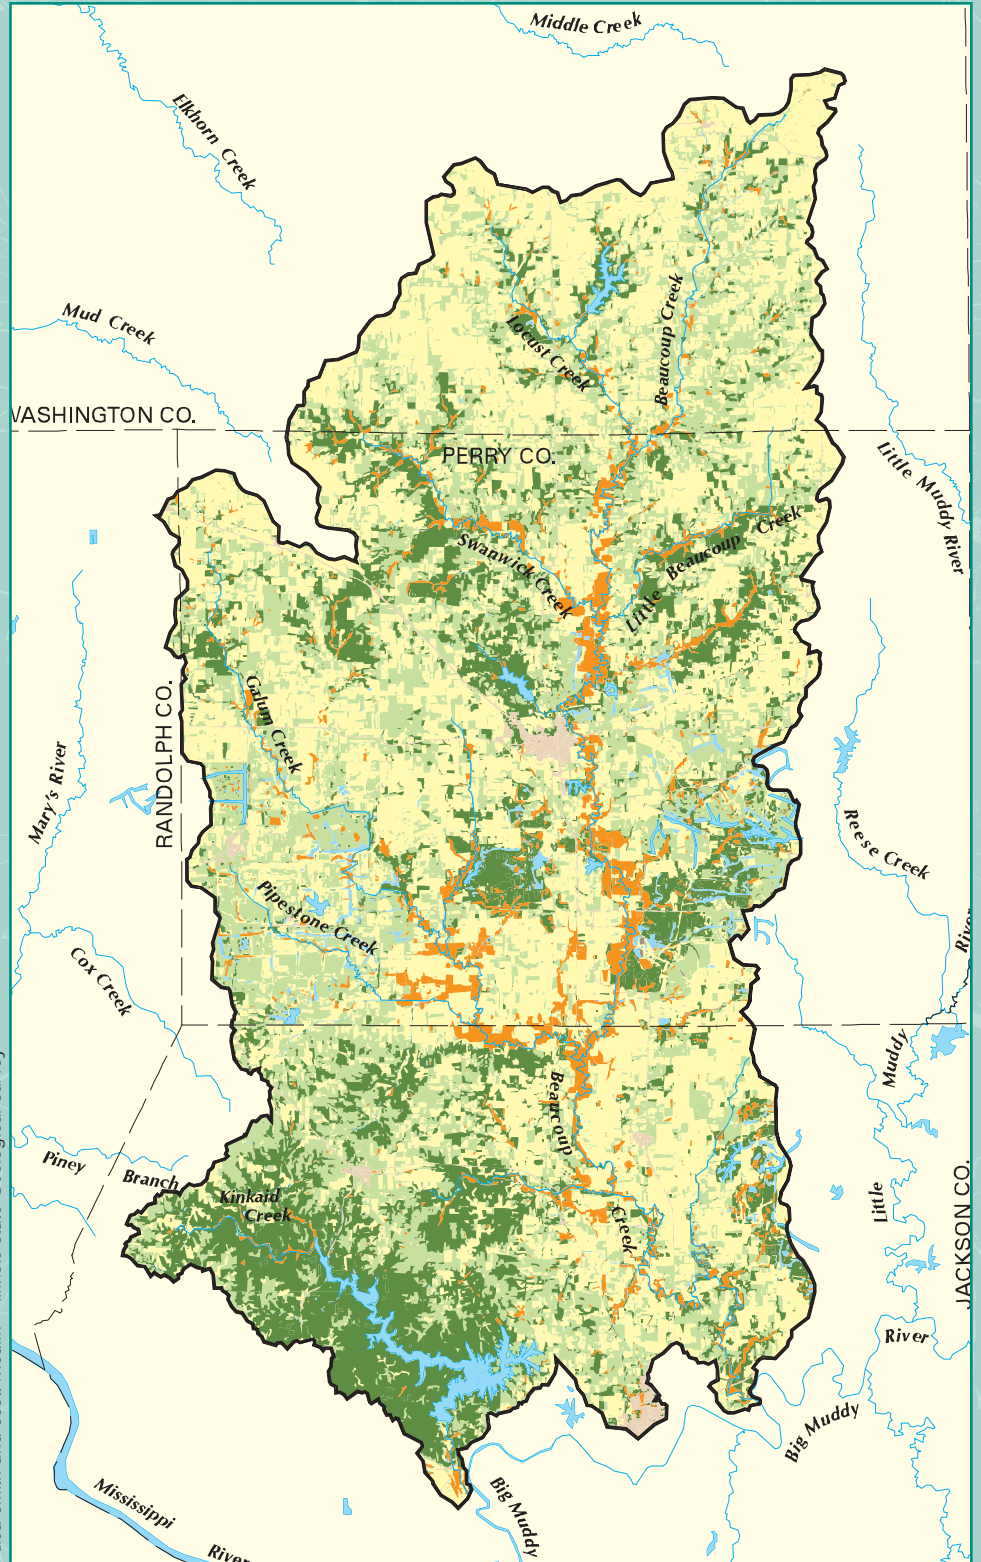 Middle Creek
Elkhorn Creek
Mud Creek
Locust Creek
Beaucoup Creek
WASHINGTON CO.
PERRY CO.
Little Muddy River
Swanwick Creek
Little Beaucoup Creek
RANDOLPH CO.
Galum Creek
Mary's River
Reese Creek
Pipestone Creek
Cox Creek
River
Muddy
Little
Beaucoup
Creek
Piney Branch
Kinkaid
Creek
JACKSON CO.
River
Big Muddy
Big Muddy
Mississippi
River